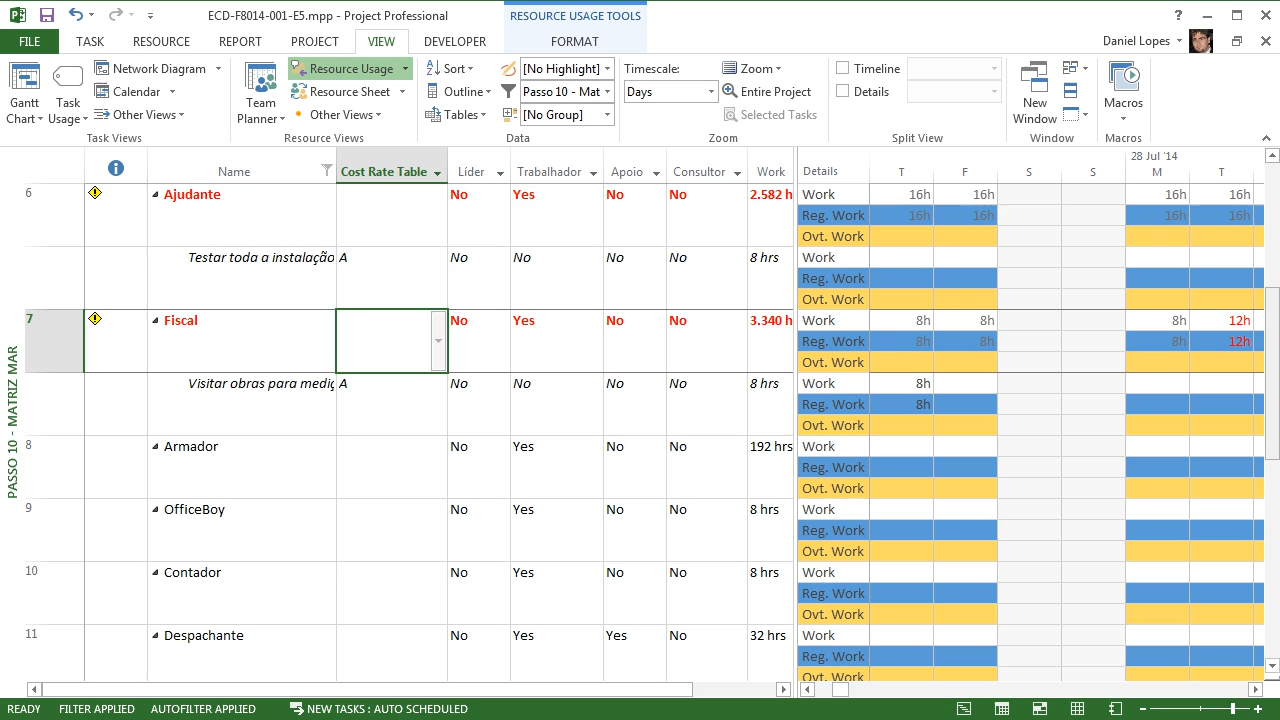 ECD-F8014-001-E5.mpp - Project Professional
RESOURCE USAGE TOOLS
FILE TASK RESOURCE REPORT PROJECT VIEW DEVELOPER FORMAT
Daniel Lopes
Gantt Chart
Task Usage
Network Diagram
Calendar
Other Views
Task Views
Team Planner
Resource Usage
Resource Sheet
Other Views
Resource Views
Sort
Outline
Tables
[No Highlight]
Passo 10 - Mat
[No Group]
Data
Timescale:
Days
Zoom
Entire Project
Selected Tasks
Zoom
Timeline
Details
Split View
New Window
Window
Macros
Macros
28 Jul '14
Name Cost Rate Table Líder Trabalhador Apoio Consultor Work Details T F S S M T
6 Ajudante No Yes No No 2.582 h Work 16h 16h 16h 16h
Reg. Work 16h 16h 16h 16h
Ovt. Work
Testar toda a instalação A No No No No 8 hrs Work
Reg. Work
Ovt. Work
7 Fiscal No Yes No No 3.340 h Work 8h 8h 8h 12h
Reg. Work 8h 8h 8h 12h
Ovt. Work
Visitar obras para mediç A No No No No 8 hrs Work 8h
Reg. Work 8h
Ovt. Work
8 Armador No Yes No No 192 hrs Work
Reg. Work
Ovt. Work
9 OfficeBoy No Yes No No 8 hrs Work
Reg. Work
Ovt. Work
10 Contador No Yes No No 8 hrs Work
Reg. Work
Ovt. Work
11 Despachante No Yes Yes No 32 hrs Work
Reg. Work
Ovt. Work
PASSO 10 - MATRIZ MAR
READY FILTER APPLIED AUTOFILTER APPLIED NEW TASKS : AUTO SCHEDULED